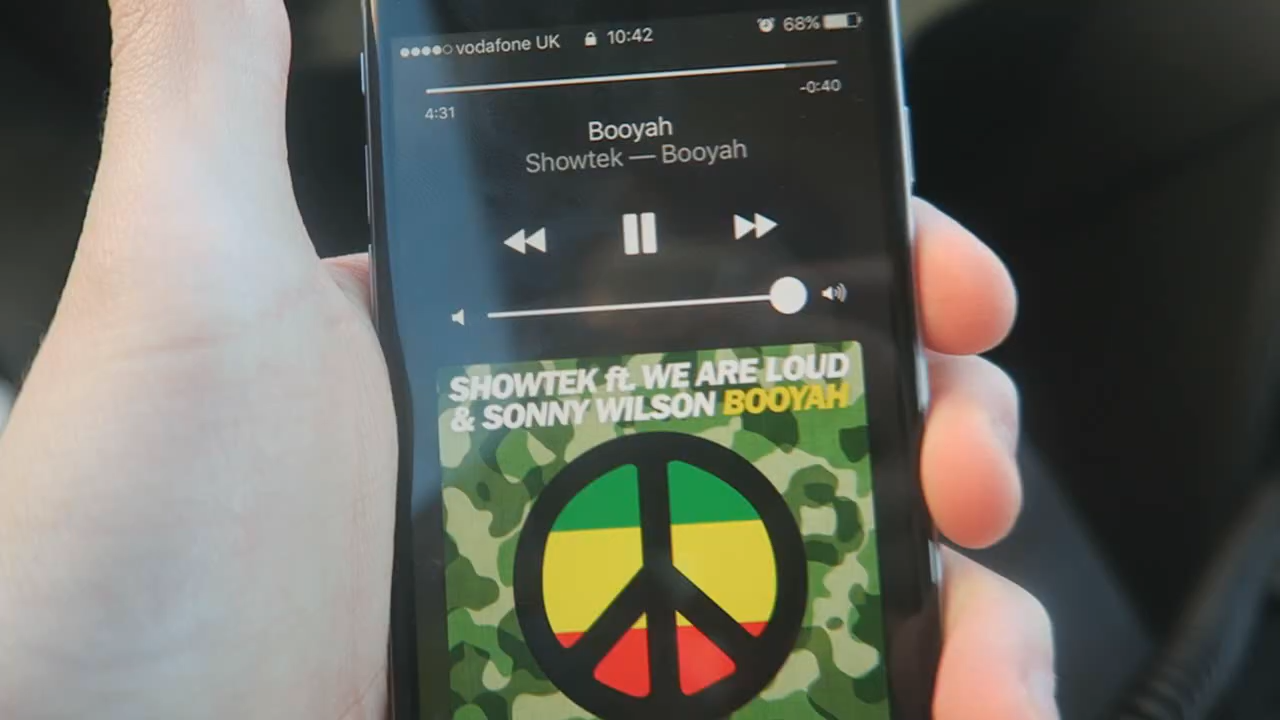 vodafone UK 10:42 68%
4:31 -0:40
Booyah
Showtek — Booyah
SHOWTEK ft. WE ARE LOUD
& SONNY WILSON BOOYAH